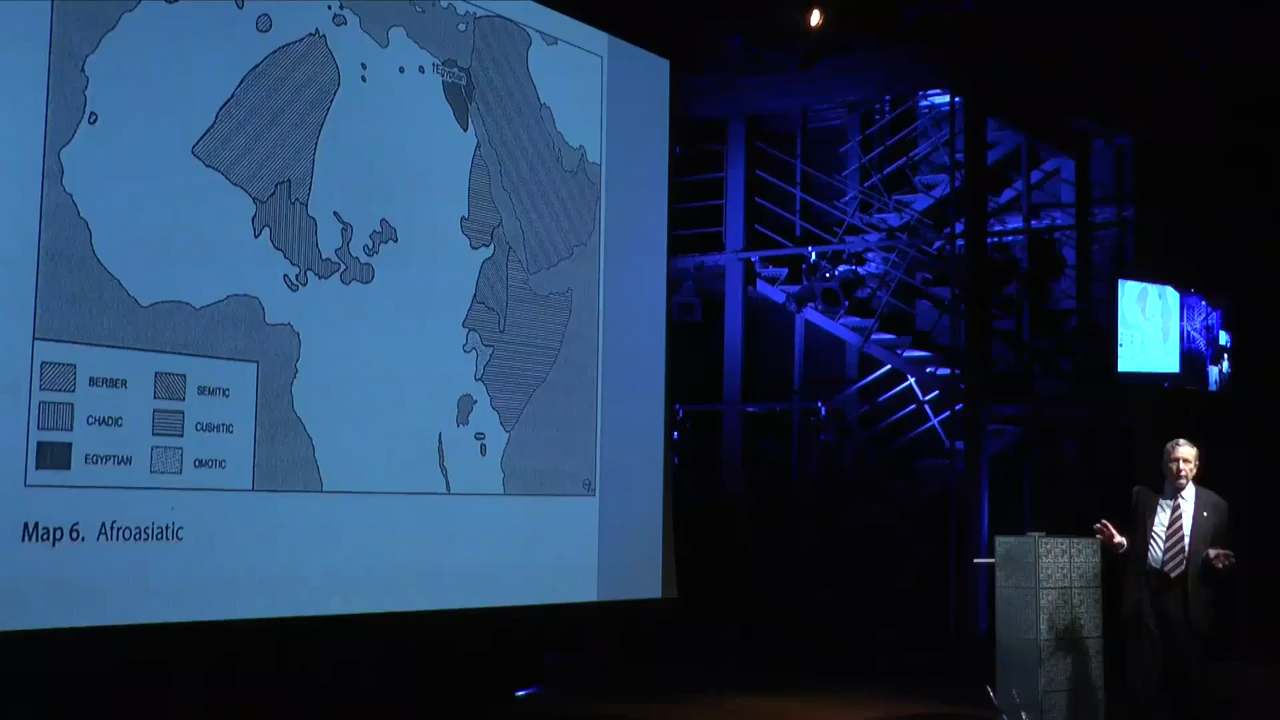 †Egyptian
BERBER
SEMITIC
CHADIC
CUSHITIC
EGYPTIAN
OMOTIC
Map 6. Afroasiatic